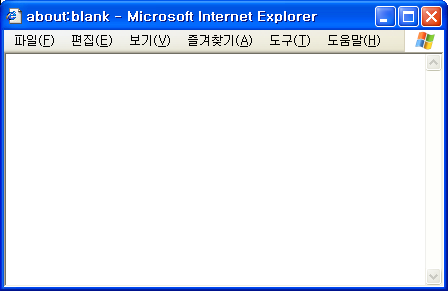 about:blank - Microsoft Internet Explorer
파일(F) 편집(E) 보기(V) 즐겨찾기(A) 도구(T) 도움말(H)